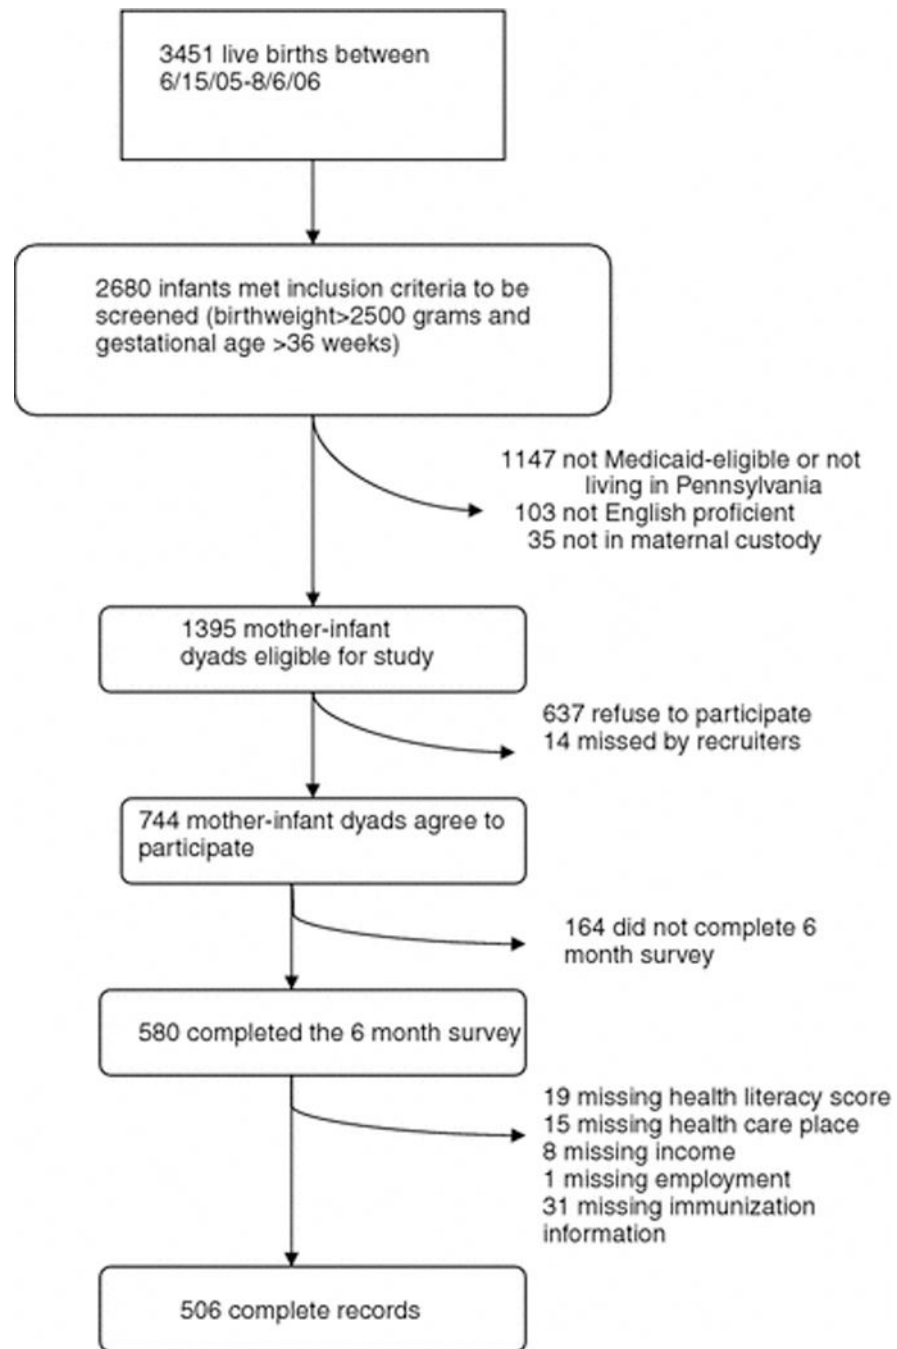 3451 live births between
6/15/05-8/6/06
2680 infants met inclusion criteria to be
screened (birthweight>2500 grams and
gestational age >36 weeks)
1147 not Medicaid-eligible or not
living in Pennsylvania
103 not English proficient
35 not in maternal custody
1395 mother-infant
dyads eligible for study
637 refuse to participate
14 missed by recruiters
744 mother-infant dyads agree to
participate
164 did not complete 6
month survey
580 completed the 6 month survey
19 missing health literacy score
15 missing health care place
8 missing income
1 missing employment
31 missing immunization
information
506 complete records